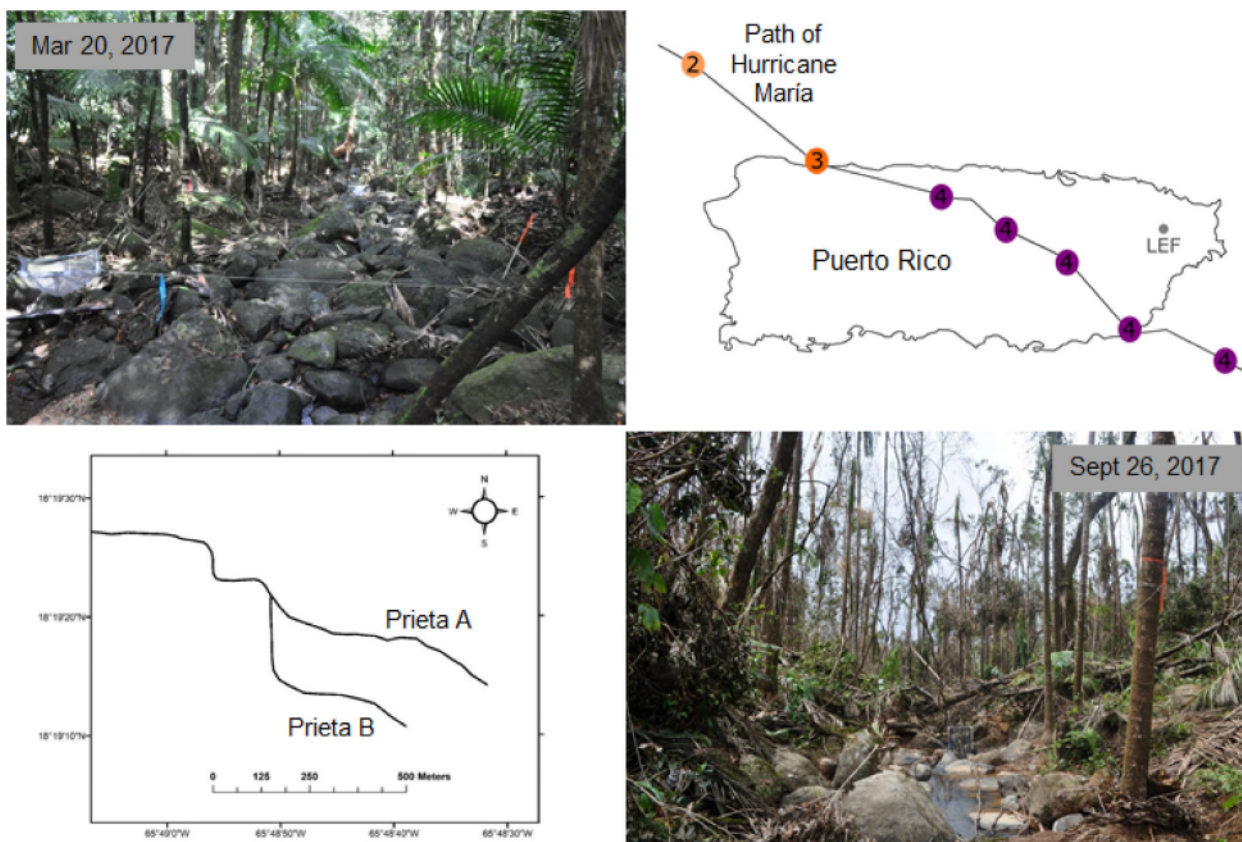 Mar 20, 2017
Path of
Hurricane
María
2
3
4
4
4
4
4
Puerto Rico
LEF
18°19'30"N
18°19'20"N
18°19'10"N
N
W
E
S
Prieta A
Prieta B
0 125 250 500 Meters
65°49'0"W 65°48'50"W 65°48'40"W 65°48'30"W
Sept 26, 2017